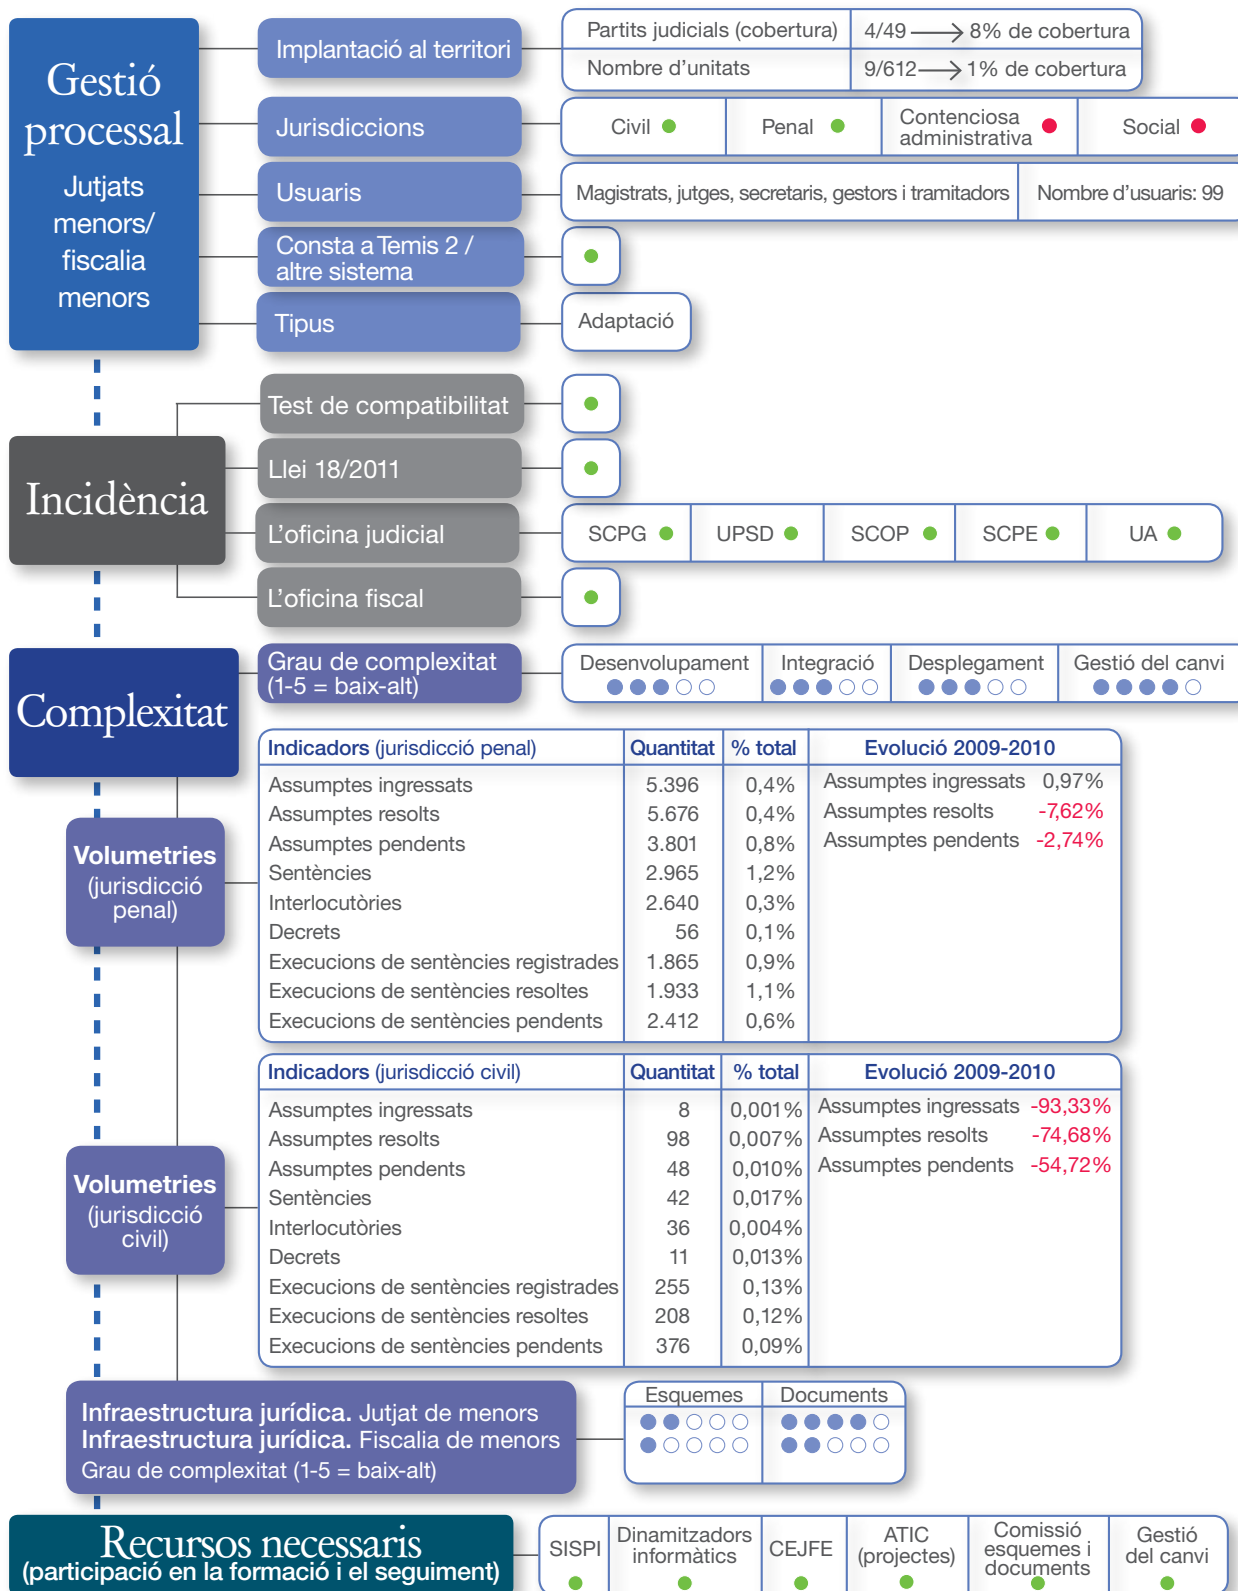 Gestió
processal
Jutjats
menors/
fiscalia
menors
Implantació al territori
Partits judicials (cobertura) 4/49 → 8% de cobertura
Nombre d'unitats 9/612 → 1% de cobertura
Jurisdiccions
Civil
Penal
Contenciosa
administrativa
Social
Usuaris
Magistrats, jutges, secretaris, gestors i tramitadors
Nombre d'usuaris: 99
Consta a Temis 2 /
altre sistema
Tipus
Adaptació
Incidència
Test de compatibilitat
Llei 18/2011
L'oficina judicial
SCPG UPSD SCOP SCPE UA
L'oficina fiscal
Complexitat
Grau de complexitat
(1-5 = baix-alt)
Desenvolupament Integració Desplegament Gestió del canvi
Volumetries
(jurisdicció
penal)
Indicadors (jurisdicció penal) Quantitat % total Evolució 2009-2010
Assumptes ingressats 5.396 0,4% Assumptes ingressats 0,97%
Assumptes resolts 5.676 0,4% Assumptes resolts -7,62%
Assumptes pendents 3.801 0,8% Assumptes pendents -2,74%
Sentències 2.965 1,2%
Interlocutòries 2.640 0,3%
Decrets 56 0,1%
Execucions de sentències registrades 1.865 0,9%
Execucions de sentències resoltes 1.933 1,1%
Execucions de sentències pendents 2.412 0,6%
Volumetries
(jurisdicció
civil)
Indicadors (jurisdicció civil) Quantitat % total Evolució 2009-2010
Assumptes ingressats 8 0,001% Assumptes ingressats -93,33%
Assumptes resolts 98 0,007% Assumptes resolts -74,68%
Assumptes pendents 48 0,010% Assumptes pendents -54,72%
Sentències 42 0,017%
Interlocutòries 36 0,004%
Decrets 11 0,013%
Execucions de sentències registrades 255 0,13%
Execucions de sentències resoltes 208 0,12%
Execucions de sentències pendents 376 0,09%
Infraestructura jurídica. Jutjat de menors
Infraestructura jurídica. Fiscalia de menors
Grau de complexitat (1-5 = baix-alt)
Esquemes Documents
Recursos necessaris
(participació en la formació i el seguiment)
SISPI
Dinamitzadors
informàtics
CEJFE
ATIC
(projectes)
Comissió
esquemes i
documents
Gestió
del canvi